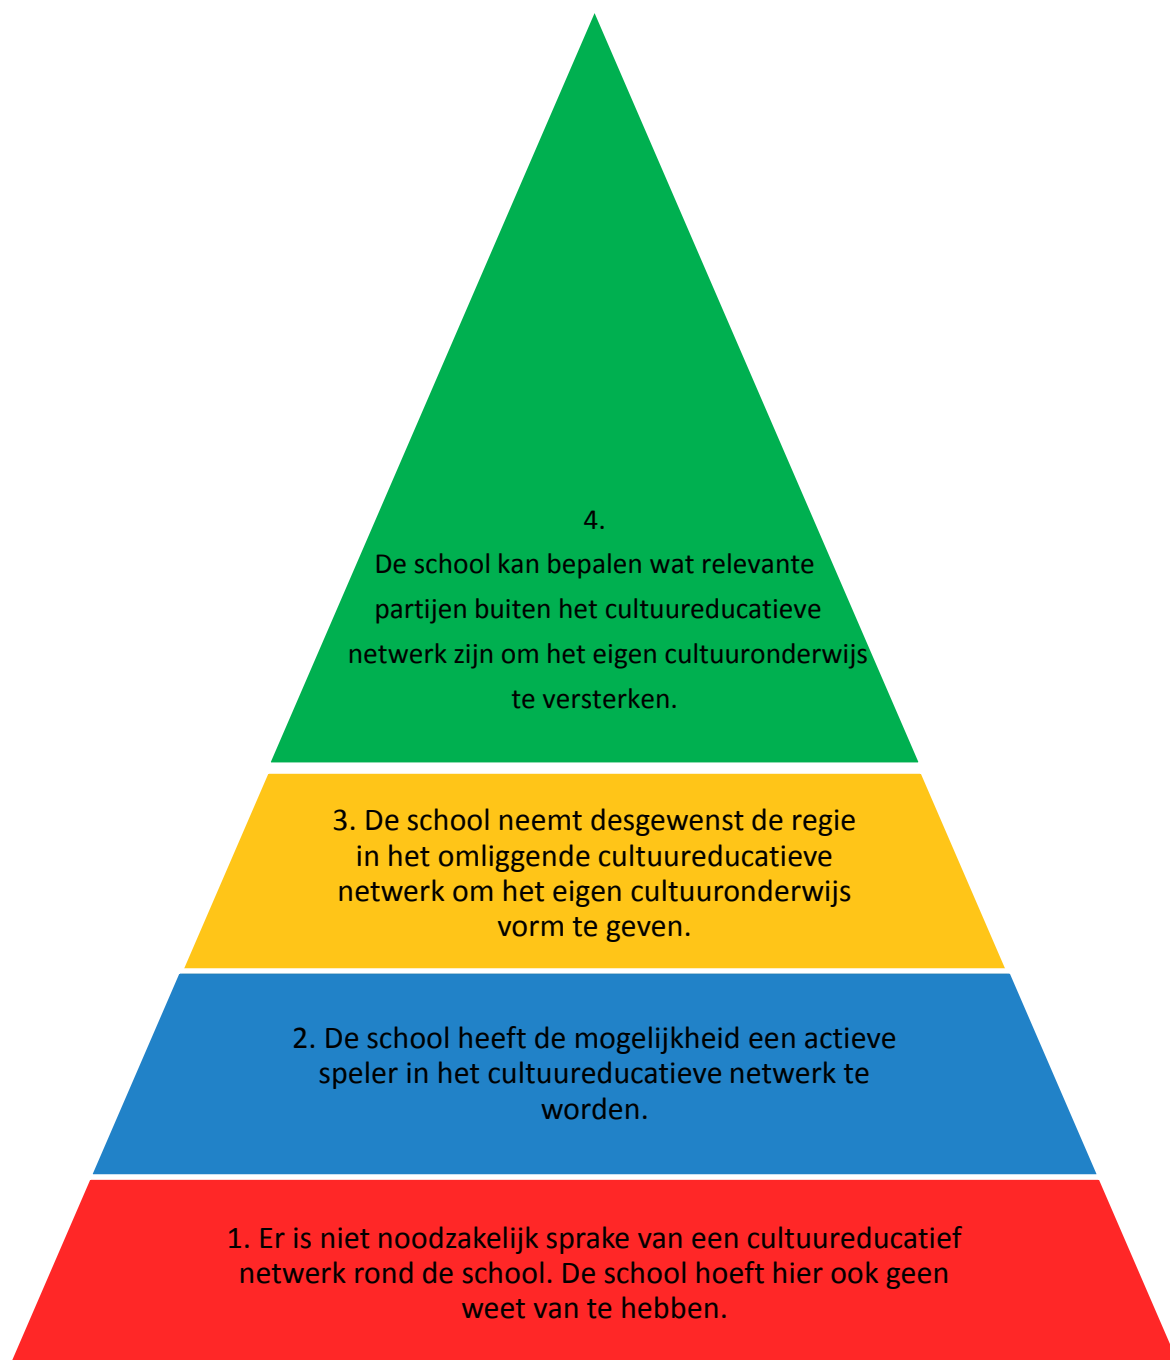 4.
De school kan bepalen wat relevante
partijen buiten het cultuureducatieve
netwerk zijn om het eigen cultuuronderwijs
te versterken.
3. De school neemt desgewenst de regie
in het omliggende cultuureducatieve
netwerk om het eigen cultuuronderwijs
vorm te geven.
2. De school heeft de mogelijkheid een actieve
speler in het cultuureducatieve netwerk te
worden.
1. Er is niet noodzakelijk sprake van een cultuureducatief
netwerk rond de school. De school hoeft hier ook geen
weet van te hebben.